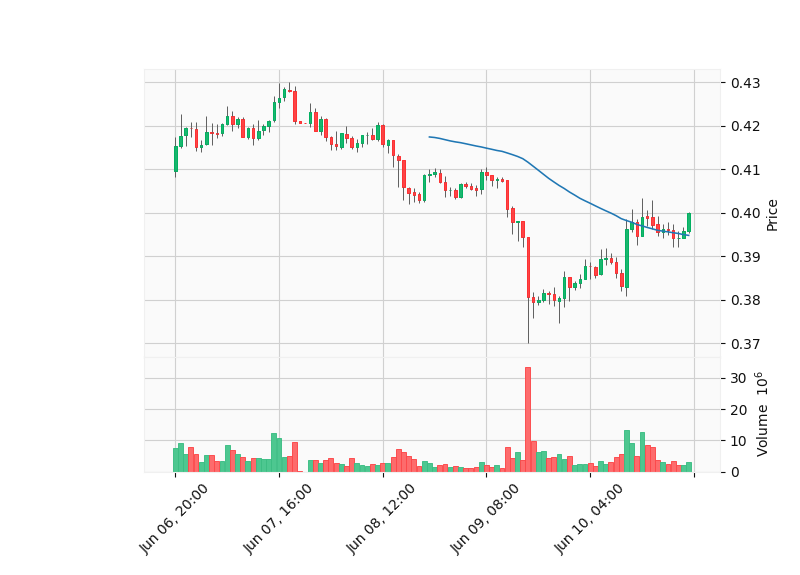 0.43
0.42
0.41
0.40
0.39
0.38
0.37
Price
30
20
10
0
Volume 10^6
Jun 06, 20:00
Jun 07, 16:00
Jun 08, 12:00
Jun 09, 08:00
Jun 10, 04:00